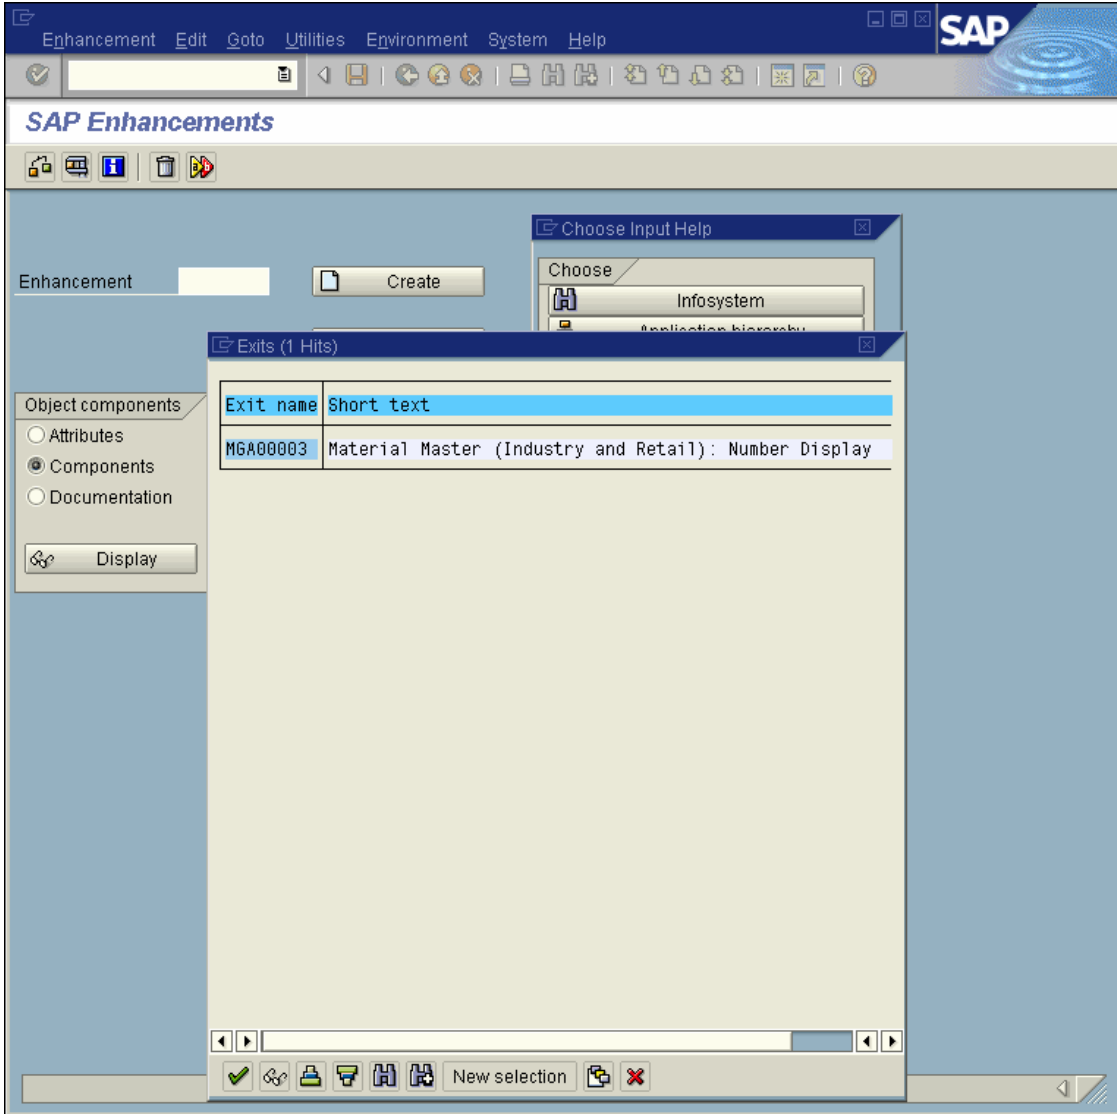 Enhancement Edit Goto Utilities Environment System Help
SAP
SAP Enhancements
Choose Input Help
Choose
Enhancement
Create
Infosystem
Application hierarchy
Exits (1 Hits)
Object components
Exit name Short text
Attributes
MGA00003 Material Master (Industry and Retail): Number Display
Components
Documentation
Display
New selection